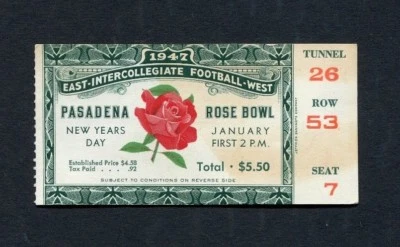 1947
EAST-INTERCOLLEGIATE FOOTBALL-WEST
PASADENA ROSE BOWL
NEW YEARS DAY
JANUARY FIRST 2 P.M.
Established Price $4.58
Tax Paid .... .92
Total · $5.50
SUBJECT TO CONDITIONS ON REVERSE SIDE
TUNNEL
26
ROW
53
SEAT
7